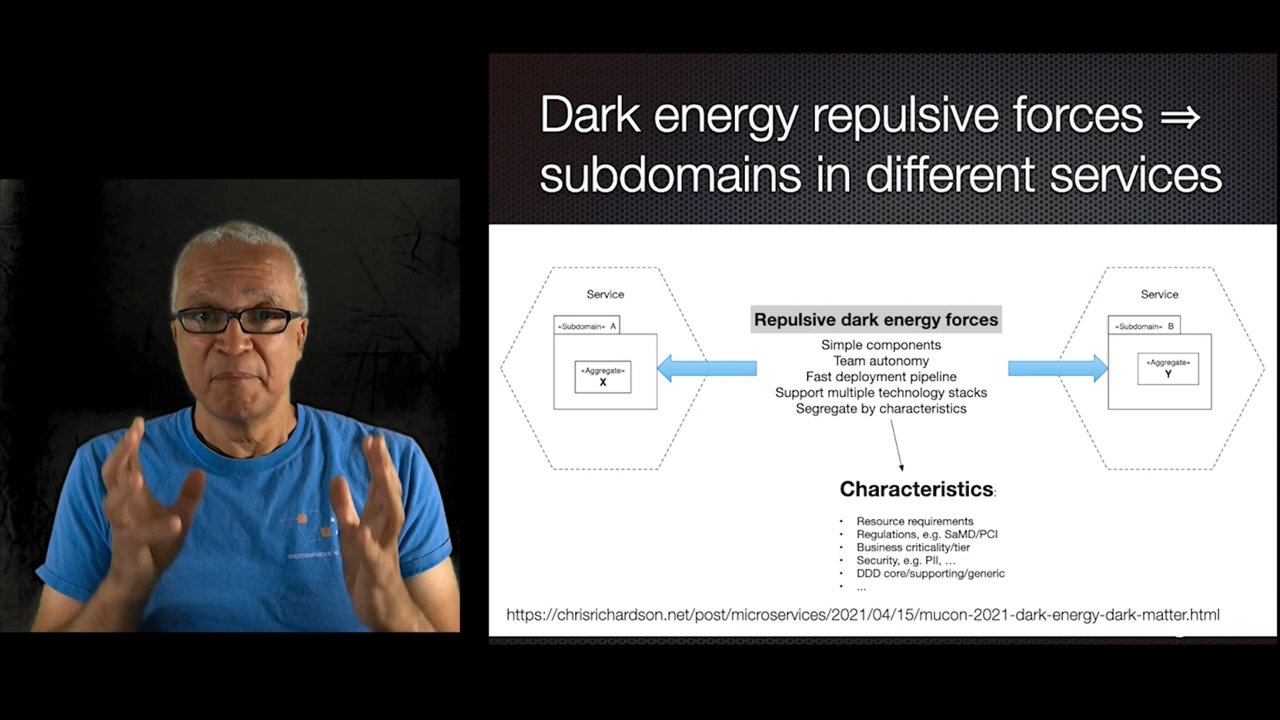 Dark energy repulsive forces ⇒
subdomains in different services
Service
«Subdomain» A
«Aggregate»
X
Repulsive dark energy forces
Simple components
Team autonomy
Fast deployment pipeline
Support multiple technology stacks
Segregate by characteristics
Service
«Subdomain» B
«Aggregate»
Y
Characteristics:
• Resource requirements
• Regulations, e.g. SaMD/PCI
• Business criticality/tier
• Security, e.g. PII, ...
• DDD core/supporting/generic
• ...
https://chrisrichardson.net/post/microservices/2021/04/15/mucon-2021-dark-energy-dark-matter.html
microservices